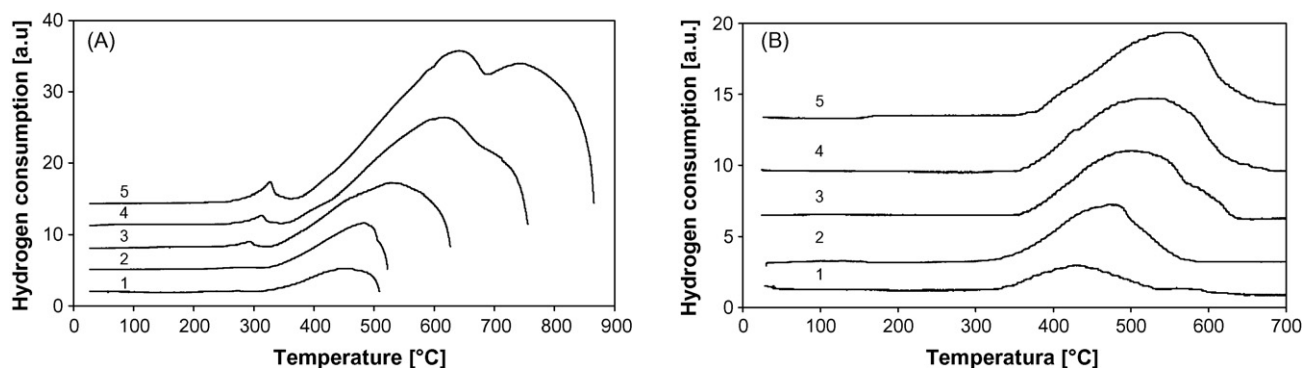 (A)
Hydrogen consumption [a.u]
40
30
20
10
0
5
4
3
2
1
0 100 200 300 400 500 600 700 800 900
Temperature [°C]
(B)
Hydrogen consumption [a.u.]
20
15
10
5
0
5
4
3
2
1
0 100 200 300 400 500 600 700
Temperatura [°C]